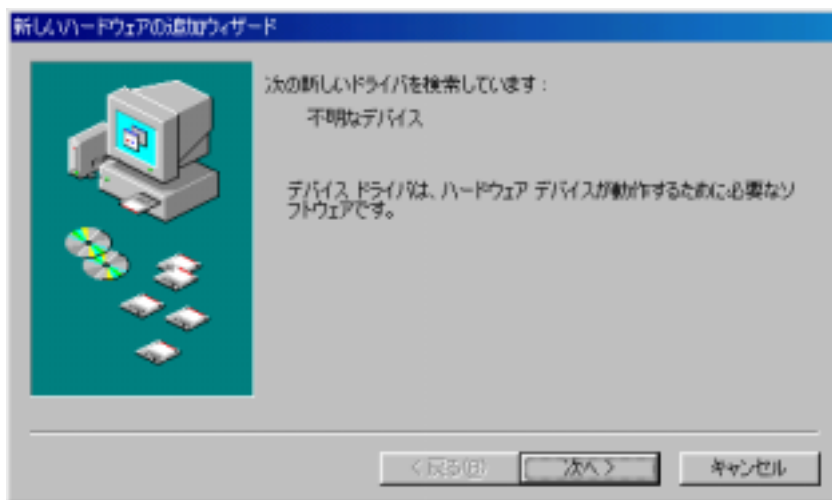 新しいハードウェアの追加ウィザード
次の新しいドライバを検索しています：
不明なデバイス
デバイス ドライバは、ハードウェア デバイスが動作するために必要なソ
フトウェアです。
< 戻る(B)
次へ >
キャンセル